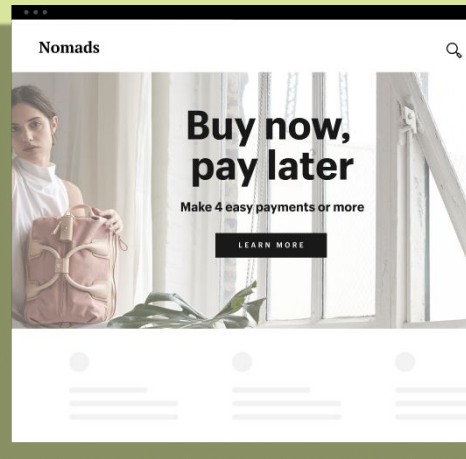 Nomads
Buy now,
pay later
Make 4 easy payments or more
LEARN MORE